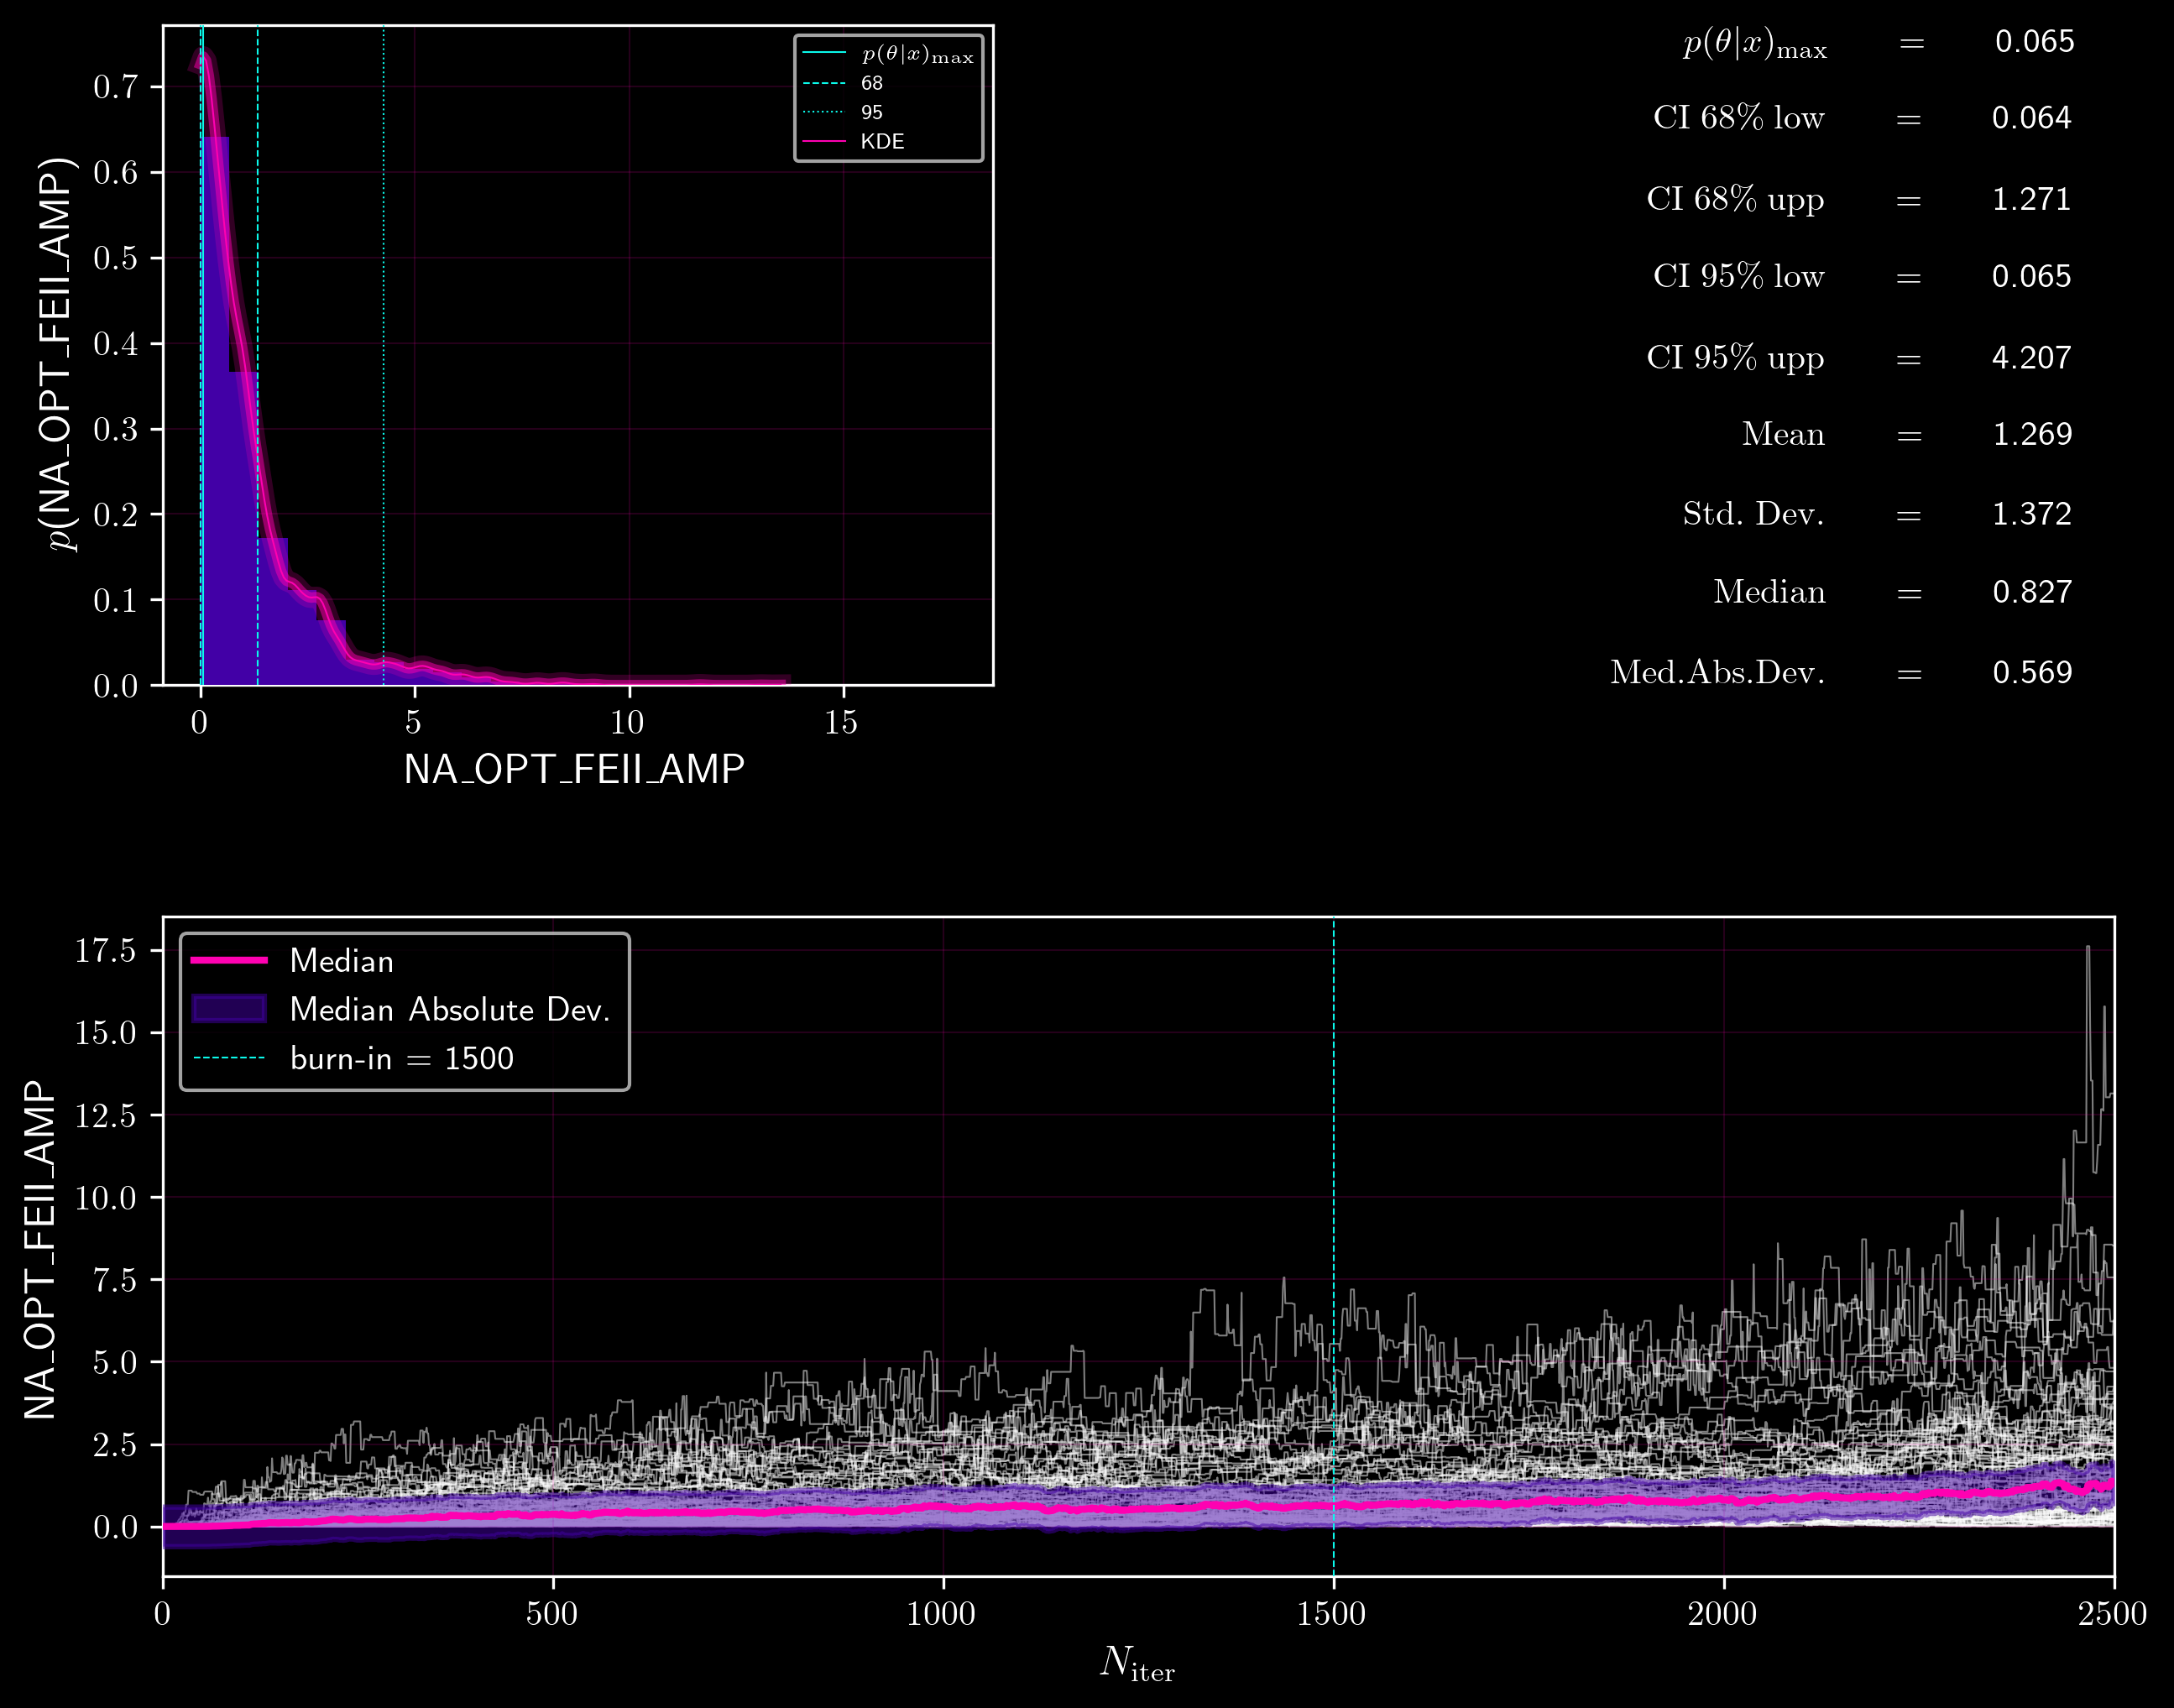 p(NA_OPT_FEII_AMP)
0.7
0.6
0.5
0.4
0.3
0.2
0.1
0.0
0 5 10 15
NA_OPT_FEII_AMP
p(θ|x)max
68
95
KDE
p(θ|x)max = 0.065
CI 68% low = 0.064
CI 68% upp = 1.271
CI 95% low = 0.065
CI 95% upp = 4.207
Mean = 1.269
Std. Dev. = 1.372
Median = 0.827
Med.Abs.Dev. = 0.569
NA_OPT_FEII_AMP
17.5
15.0
12.5
10.0
7.5
5.0
2.5
0.0
Median
Median Absolute Dev.
burn-in = 1500
0 500 1000 1500 2000 2500
Niter